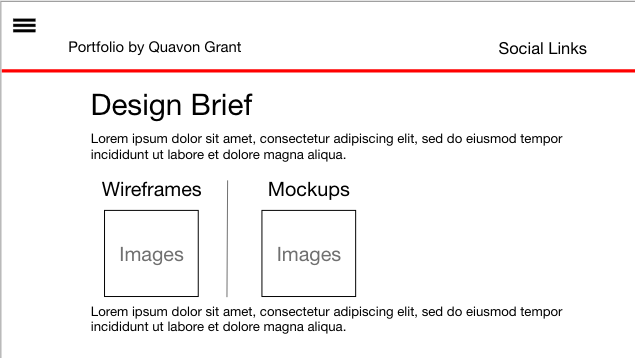 Portfolio by Quavon Grant
Social Links
Design Brief
Lorem ipsum dolor sit amet, consectetur adipiscing elit, sed do eiusmod tempor
incididunt ut labore et dolore magna aliqua.
Wireframes
Mockups
Images
Images
Lorem ipsum dolor sit amet, consectetur adipiscing elit, sed do eiusmod tempor
incididunt ut labore et dolore magna aliqua.